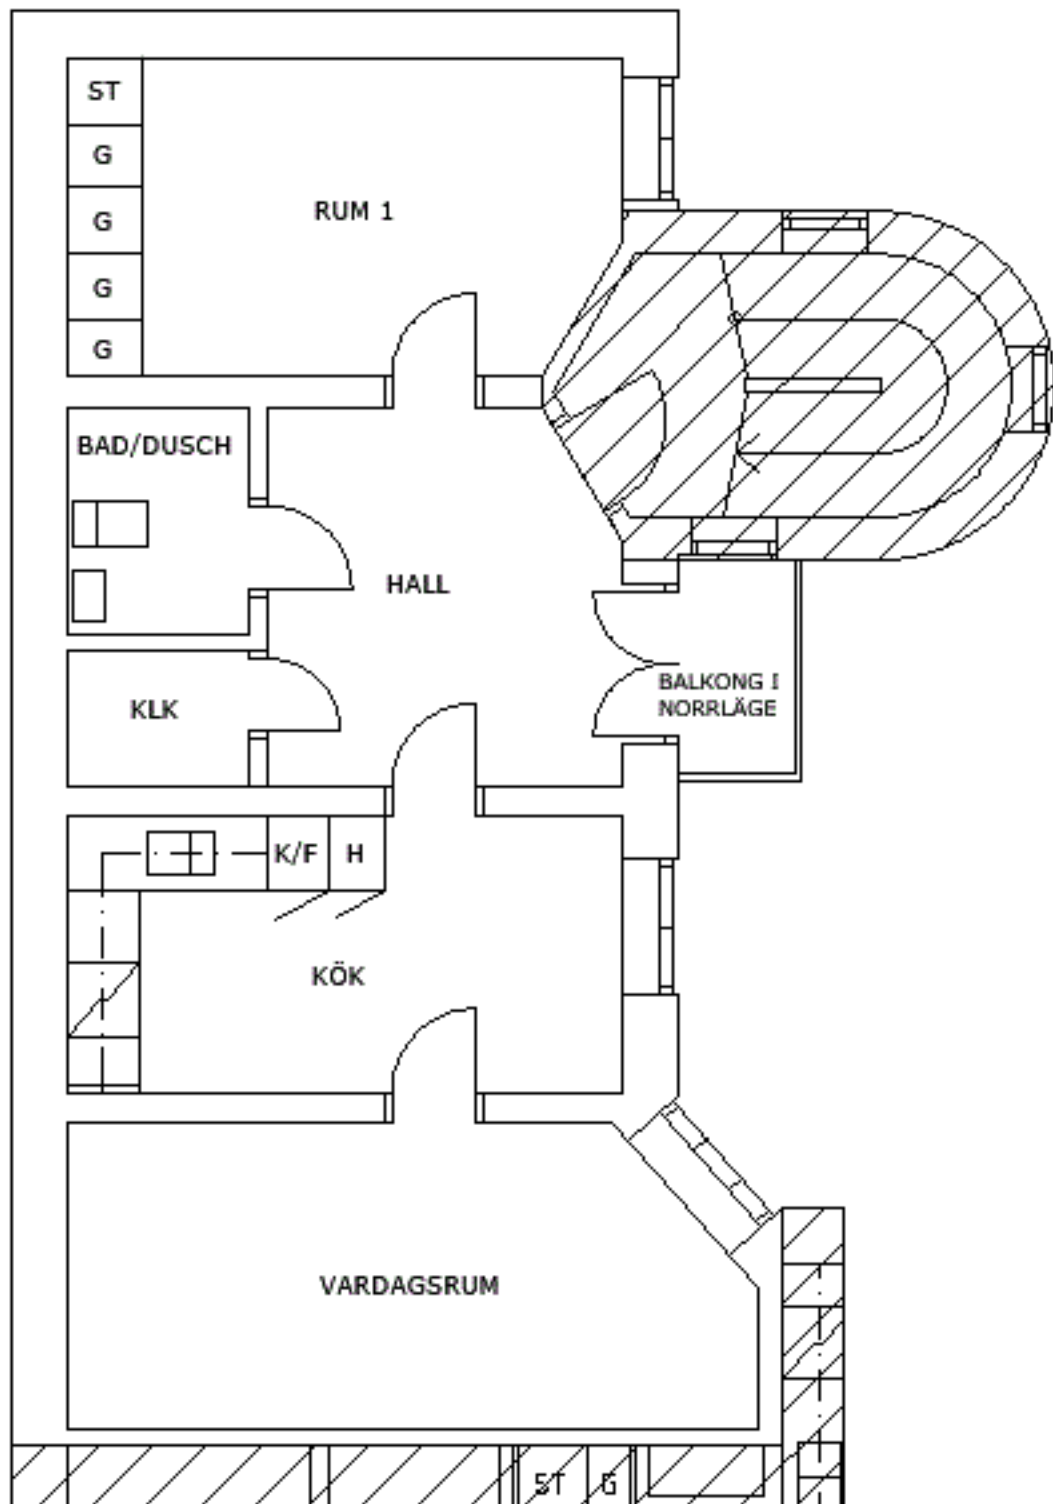 ST
G
G
G
G
RUM 1
BAD/DUSCH
HALL
KLK
BALKONG I
NORRLÄGE
K/F H
KÖK
VARDAGSRUM
ST G